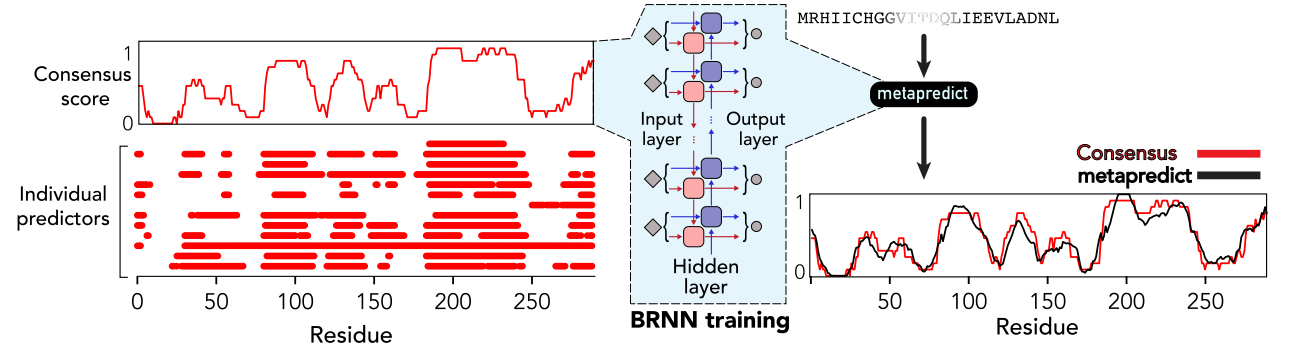 1
Consensus
score
0
Individual
predictors
0 50 100 150 200 250
Residue
Input
layer
Output
layer
Hidden
layer
BRNN training
MRHIICHGGVITDQLIEEVLADNL
metapredict
Consensus
metapredict
1
0
50 100 150 200 250
Residue